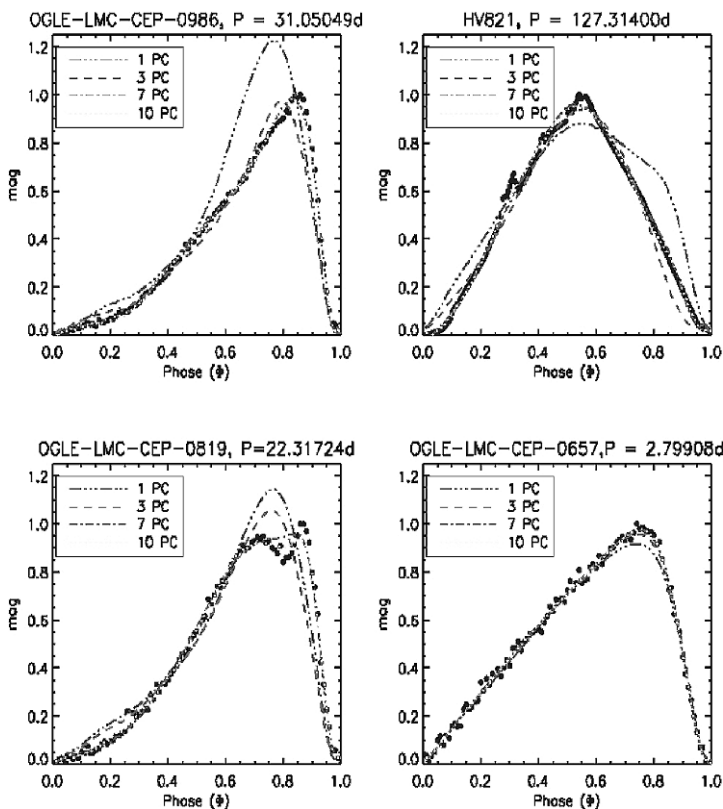 OGLE-LMC-CEP-0986, P = 31.05049d
1.2
1.0
0.8
0.6
0.4
0.2
0.0
mag
1 PC
3 PC
7 PC
10 PC
0.0 0.2 0.4 0.6 0.8 1.0
Phase (Φ)
HV821, P = 127.31400d
1.2
1.0
0.8
0.6
0.4
0.2
0.0
mag
1 PC
3 PC
7 PC
10 PC
0.0 0.2 0.4 0.6 0.8 1.0
Phase (Φ)
OGLE-LMC-CEP-0819, P=22.31724d
1.2
1.0
0.8
0.6
0.4
0.2
0.0
mag
1 PC
3 PC
7 PC
10 PC
0.0 0.2 0.4 0.6 0.8 1.0
Phase (Φ)
OGLE-LMC-CEP-0657,P = 2.79908d
1.2
1.0
0.8
0.6
0.4
0.2
0.0
mag
1 PC
3 PC
7 PC
10 PC
0.0 0.2 0.4 0.6 0.8 1.0
Phase (Φ)